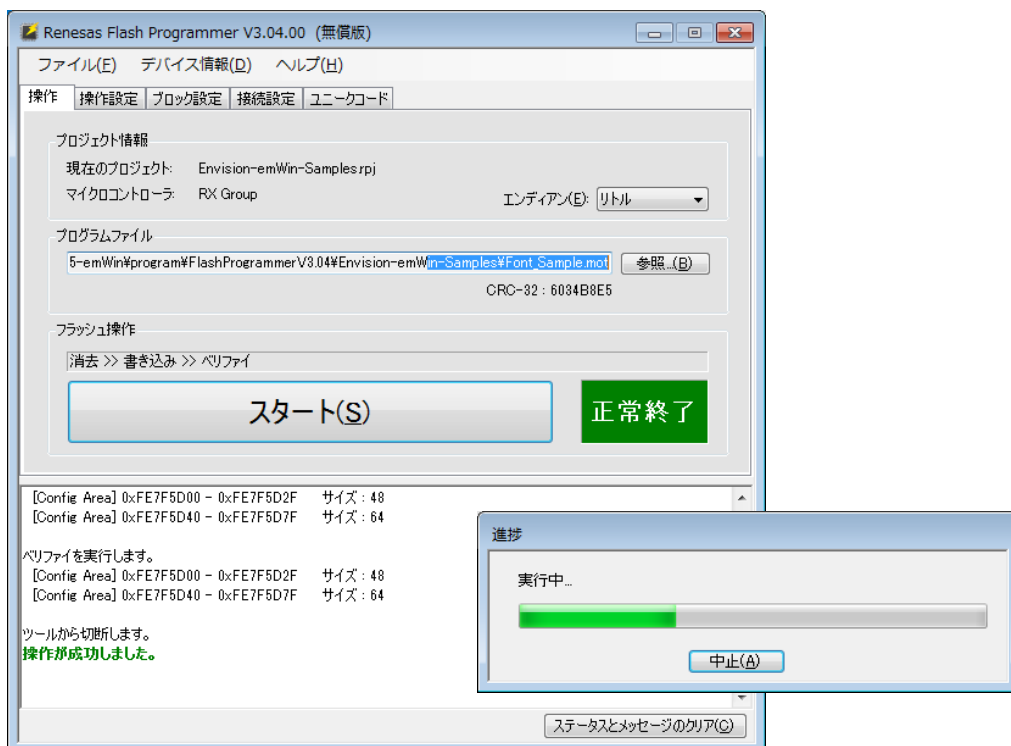 Renesas Flash Programmer V3.04.00 (無償版)
ファイル(F) デバイス情報(D) ヘルプ(H)
操作 操作設定 ブロック設定 接続設定 ユニークコード
プロジェクト情報
現在のプロジェクト: Envision-emWin-Samples.rpj
マイクロコントローラ: RX Group エンディアン(E): リトル
プログラムファイル
5-emWin¥program¥FlashProgrammerV3.04¥Envision-emWin-Samples¥Font_Sample.mot 参照...(B)
CRC-32 : 6034B8E5
フラッシュ操作
消去 >> 書き込み >> ベリファイ
スタート(S) 正常終了
[Config Area] 0xFE7F5D00 - 0xFE7F5D2F サイズ : 48
[Config Area] 0xFE7F5D40 - 0xFE7F5D7F サイズ : 64
ベリファイを実行します。
[Config Area] 0xFE7F5D00 - 0xFE7F5D2F サイズ : 48
[Config Area] 0xFE7F5D40 - 0xFE7F5D7F サイズ : 64
ツールから切断します。
操作が成功しました。
進捗
実行中...
中止(A)
ステータスとメッセージのクリア(C)